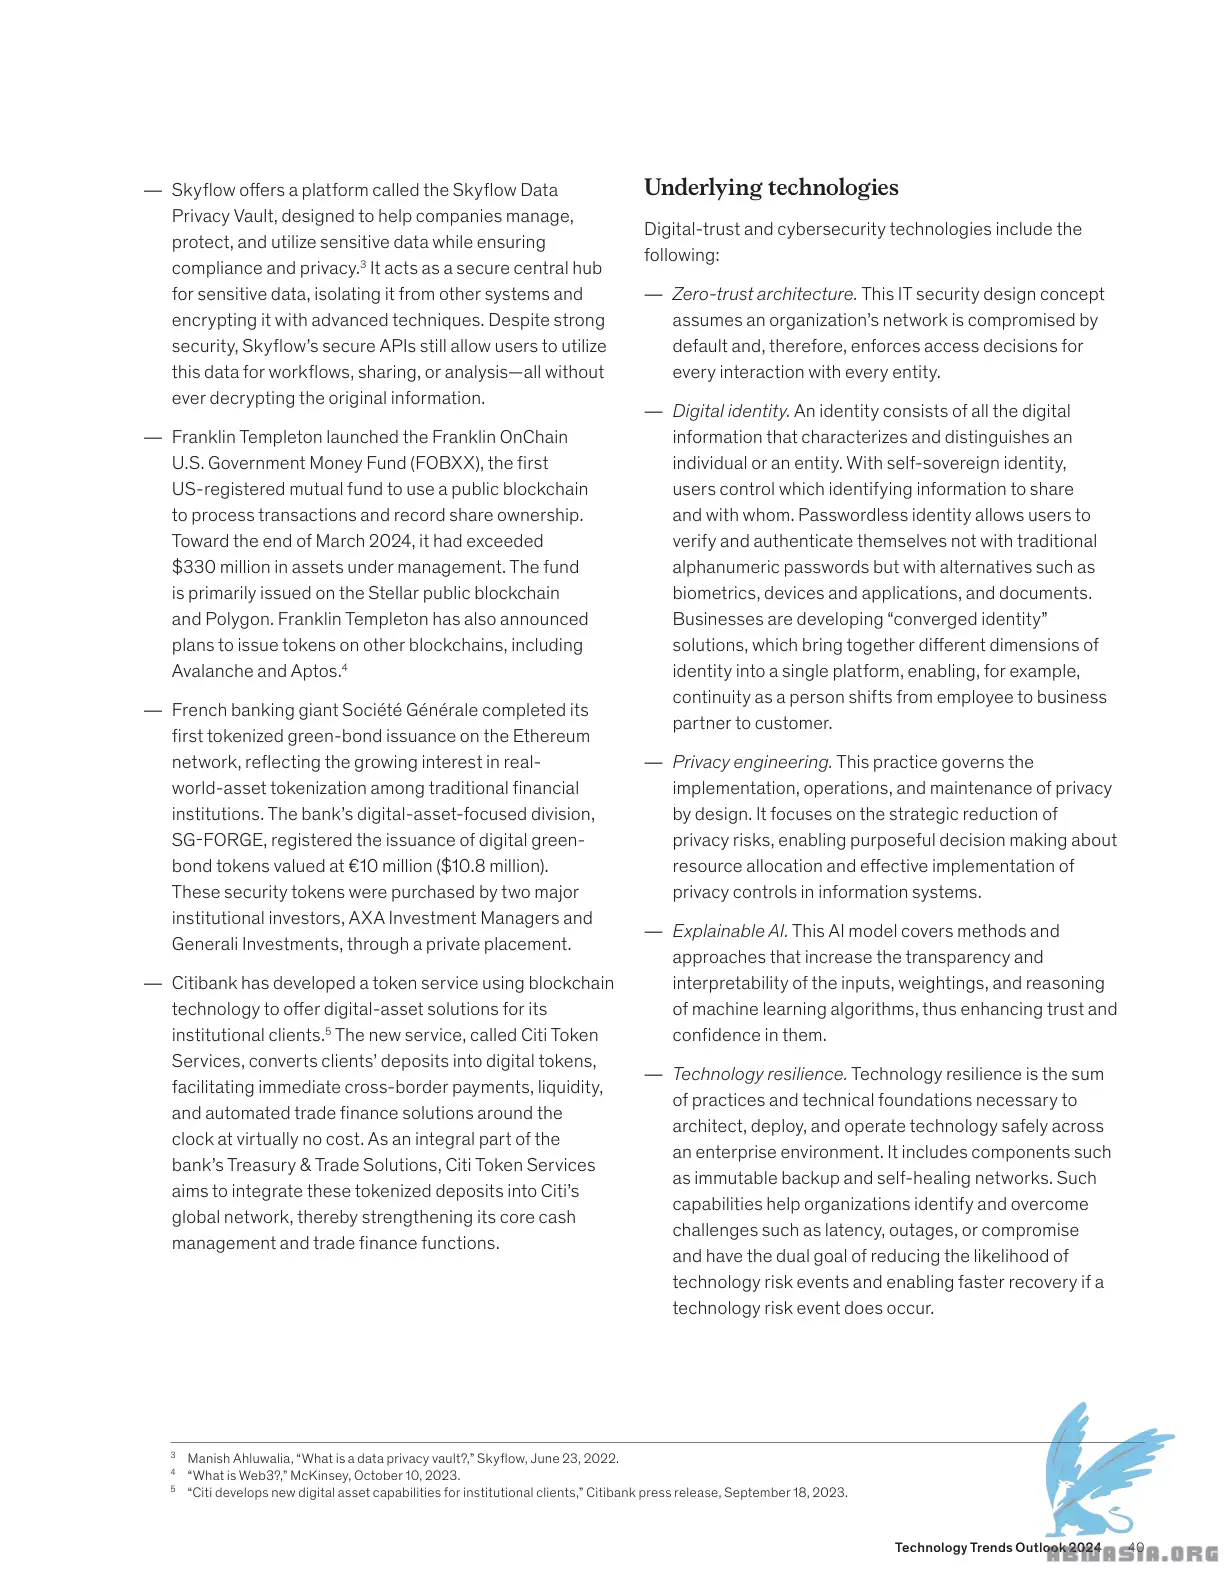 — Skyflow offers a platform called the Skyflow Data
Privacy Vault, designed to help companies manage,
protect, and utilize sensitive data while ensuring
compliance and privacy.³ It acts as a secure central hub
for sensitive data, isolating it from other systems and
encrypting it with advanced techniques. Despite strong
security, Skyflow’s secure APIs still allow users to utilize
this data for workflows, sharing, or analysis—all without
ever decrypting the original information.
— Franklin Templeton launched the Franklin OnChain
U.S. Government Money Fund (FOBXX), the first
US-registered mutual fund to use a public blockchain
to process transactions and record share ownership.
Toward the end of March 2024, it had exceeded
$330 million in assets under management. The fund
is primarily issued on the Stellar public blockchain
and Polygon. Franklin Templeton has also announced
plans to issue tokens on other blockchains, including
Avalanche and Aptos.⁴
— French banking giant Société Générale completed its
first tokenized green-bond issuance on the Ethereum
network, reflecting the growing interest in real-
world-asset tokenization among traditional financial
institutions. The bank’s digital-asset-focused division,
SG-FORGE, registered the issuance of digital green-
bond tokens valued at €10 million ($10.8 million).
These security tokens were purchased by two major
institutional investors, AXA Investment Managers and
Generali Investments, through a private placement.
— Citibank has developed a token service using blockchain
technology to offer digital-asset solutions for its
institutional clients.⁵ The new service, called Citi Token
Services, converts clients’ deposits into digital tokens,
facilitating immediate cross-border payments, liquidity,
and automated trade finance solutions around the
clock at virtually no cost. As an integral part of the
bank’s Treasury & Trade Solutions, Citi Token Services
aims to integrate these tokenized deposits into Citi’s
global network, thereby strengthening its core cash
management and trade finance functions.
Underlying technologies
Digital-trust and cybersecurity technologies include the
following:
— Zero-trust architecture. This IT security design concept
assumes an organization’s network is compromised by
default and, therefore, enforces access decisions for
every interaction with every entity.
— Digital identity. An identity consists of all the digital
information that characterizes and distinguishes an
individual or an entity. With self-sovereign identity,
users control which identifying information to share
and with whom. Passwordless identity allows users to
verify and authenticate themselves not with traditional
alphanumeric passwords but with alternatives such as
biometrics, devices and applications, and documents.
Businesses are developing “converged identity”
solutions, which bring together different dimensions of
identity into a single platform, enabling, for example,
continuity as a person shifts from employee to business
partner to customer.
— Privacy engineering. This practice governs the
implementation, operations, and maintenance of privacy
by design. It focuses on the strategic reduction of
privacy risks, enabling purposeful decision making about
resource allocation and effective implementation of
privacy controls in information systems.
— Explainable AI. This AI model covers methods and
approaches that increase the transparency and
interpretability of the inputs, weightings, and reasoning
of machine learning algorithms, thus enhancing trust and
confidence in them.
— Technology resilience. Technology resilience is the sum
of practices and technical foundations necessary to
architect, deploy, and operate technology safely across
an enterprise environment. It includes components such
as immutable backup and self-healing networks. Such
capabilities help organizations identify and overcome
challenges such as latency, outages, or compromise
and have the dual goal of reducing the likelihood of
technology risk events and enabling faster recovery if a
technology risk event does occur.
³ Manish Ahluwalia, “What is a data privacy vault?,” Skyflow, June 23, 2022.
⁴ “What is Web3?,” McKinsey, October 10, 2023.
⁵ “Citi develops new digital asset capabilities for institutional clients,” Citibank press release, September 18, 2023.
Technology Trends Outlook 2024 40
ABWASIA.ORG